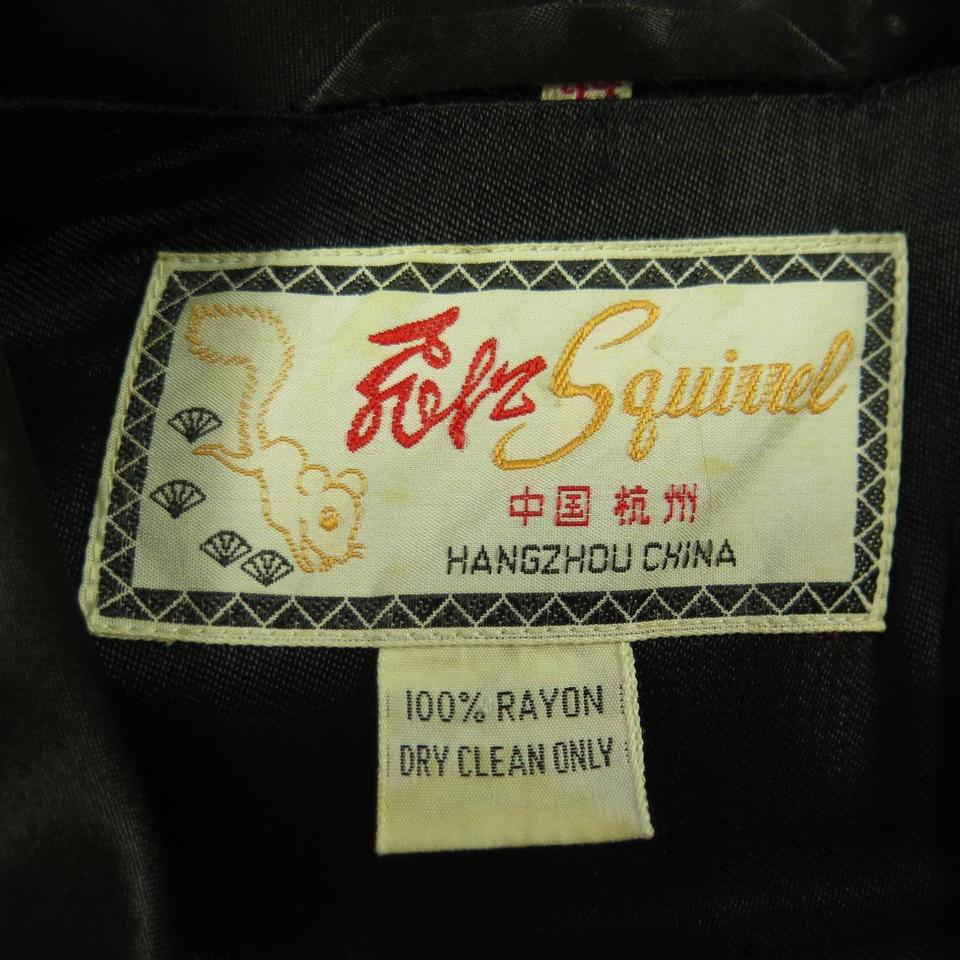 Squirrel
中国 杭州
HANGZHOU CHINA
100% RAYON
DRY CLEAN ONLY